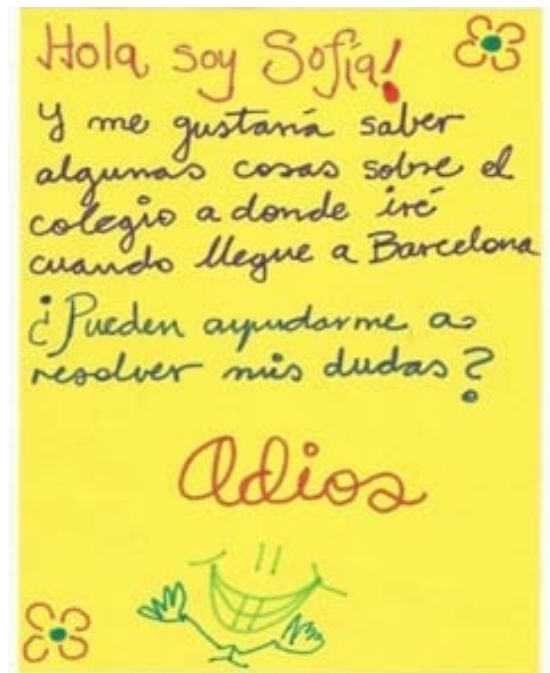 Hola soy Sofía!
Y me gustaría saber
algunas cosas sobre el
colegio a donde iré
cuando llegue a Barcelona
¿Pueden ayudarme a
resolver mis dudas?
Adios